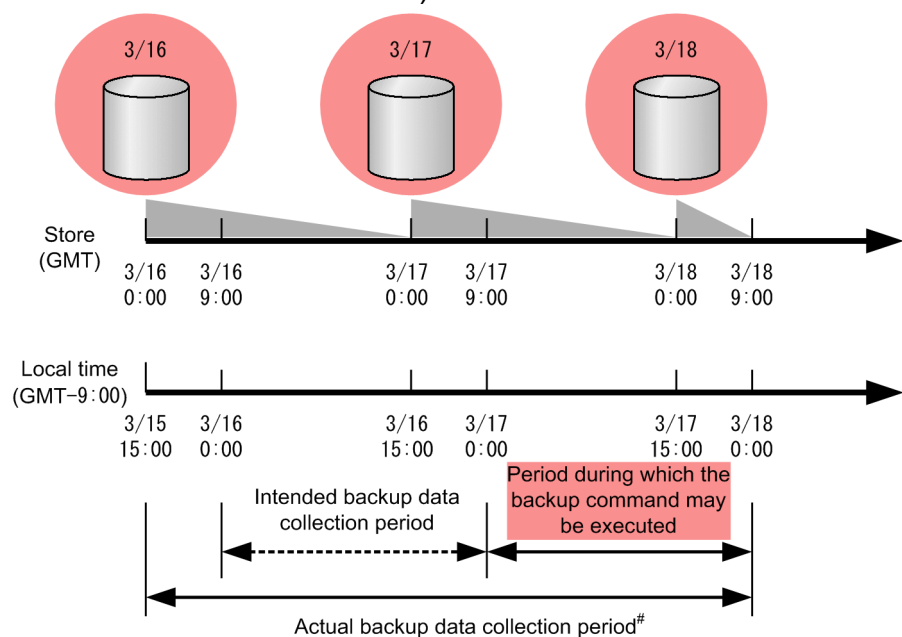 3/16 3/17 3/18
Store
(GMT)
3/16 3/16 3/17 3/17 3/18 3/18
0:00 9:00 0:00 9:00 0:00 9:00
Local time
(GMT-9:00)
3/15 3/16 3/16 3/17 3/17 3/18
15:00 0:00 15:00 0:00 15:00 0:00
Intended backup data
collection period
Period during which the
backup command may
be executed
Actual backup data collection period#